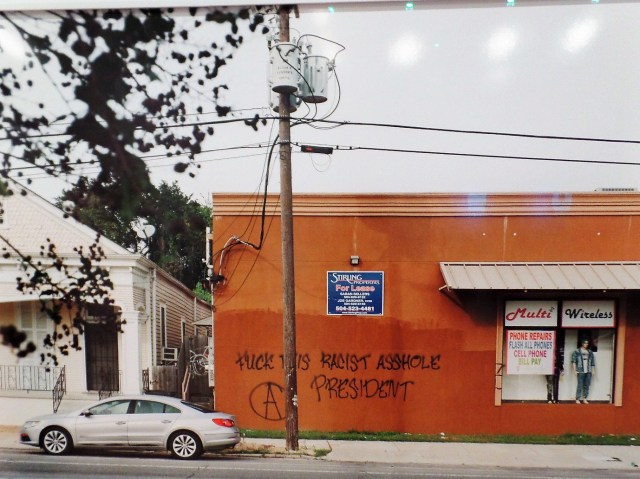 STIRLING
PROPERTIES
For Lease
504-523-4481
Multi Wireless
PHONE REPAIRS
FLASH ALL PHONES
CELL PHONE
BILL PAY
FUCK THIS RACIST ASSHOLE
PRESIDENT
A